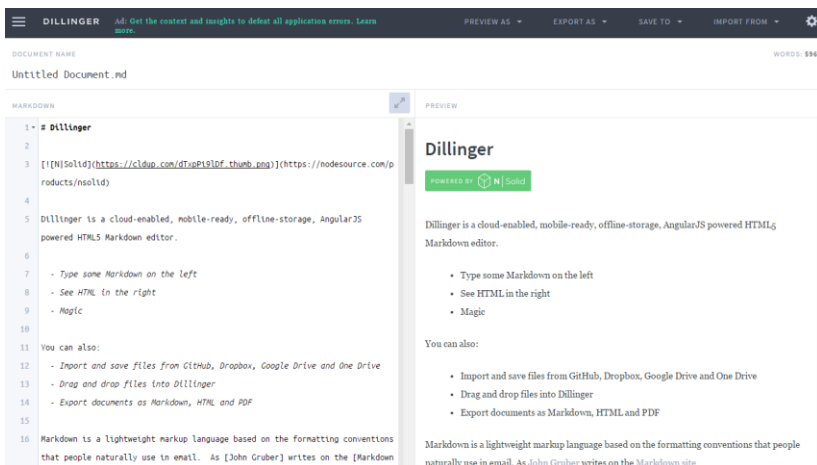 DILLINGER
Ad: Get the context and insights to defeat all application errors. Learn
more.
PREVIEW AS
EXPORT AS
SAVE TO
IMPORT FROM
DOCUMENT NAME
WORDS: 596
Untitled Document.md
MARKDOWN
1 # Dillinger
2
3 [![N|Solid](https://cldup.com/dTxpPi9lDf.thumb.png)](https://nodesource.com/p
roducts/nsolid)
4
5 Dillinger is a cloud-enabled, mobile-ready, offline-storage, AngularJS
powered HTML5 Markdown editor.
6
7 - Type some Markdown on the left
8 - See HTML in the right
9 - Magic
10
11 You can also:
12 - Import and save files from GitHub, Dropbox, Google Drive and One Drive
13 - Drag and drop files into Dillinger
14 - Export documents as Markdown, HTML and PDF
15
16 Markdown is a lightweight markup language based on the formatting conventions
that people naturally use in email. As [John Gruber] writes on the [Markdown
PREVIEW
Dillinger
POWERED BY N|Solid
Dillinger is a cloud-enabled, mobile-ready, offline-storage, AngularJS powered HTML5
Markdown editor.
• Type some Markdown on the left
• See HTML in the right
• Magic
You can also:
• Import and save files from GitHub, Dropbox, Google Drive and One Drive
• Drag and drop files into Dillinger
• Export documents as Markdown, HTML and PDF
Markdown is a lightweight markup language based on the formatting conventions that people
naturally use in email. As John Gruber writes on the Markdown site